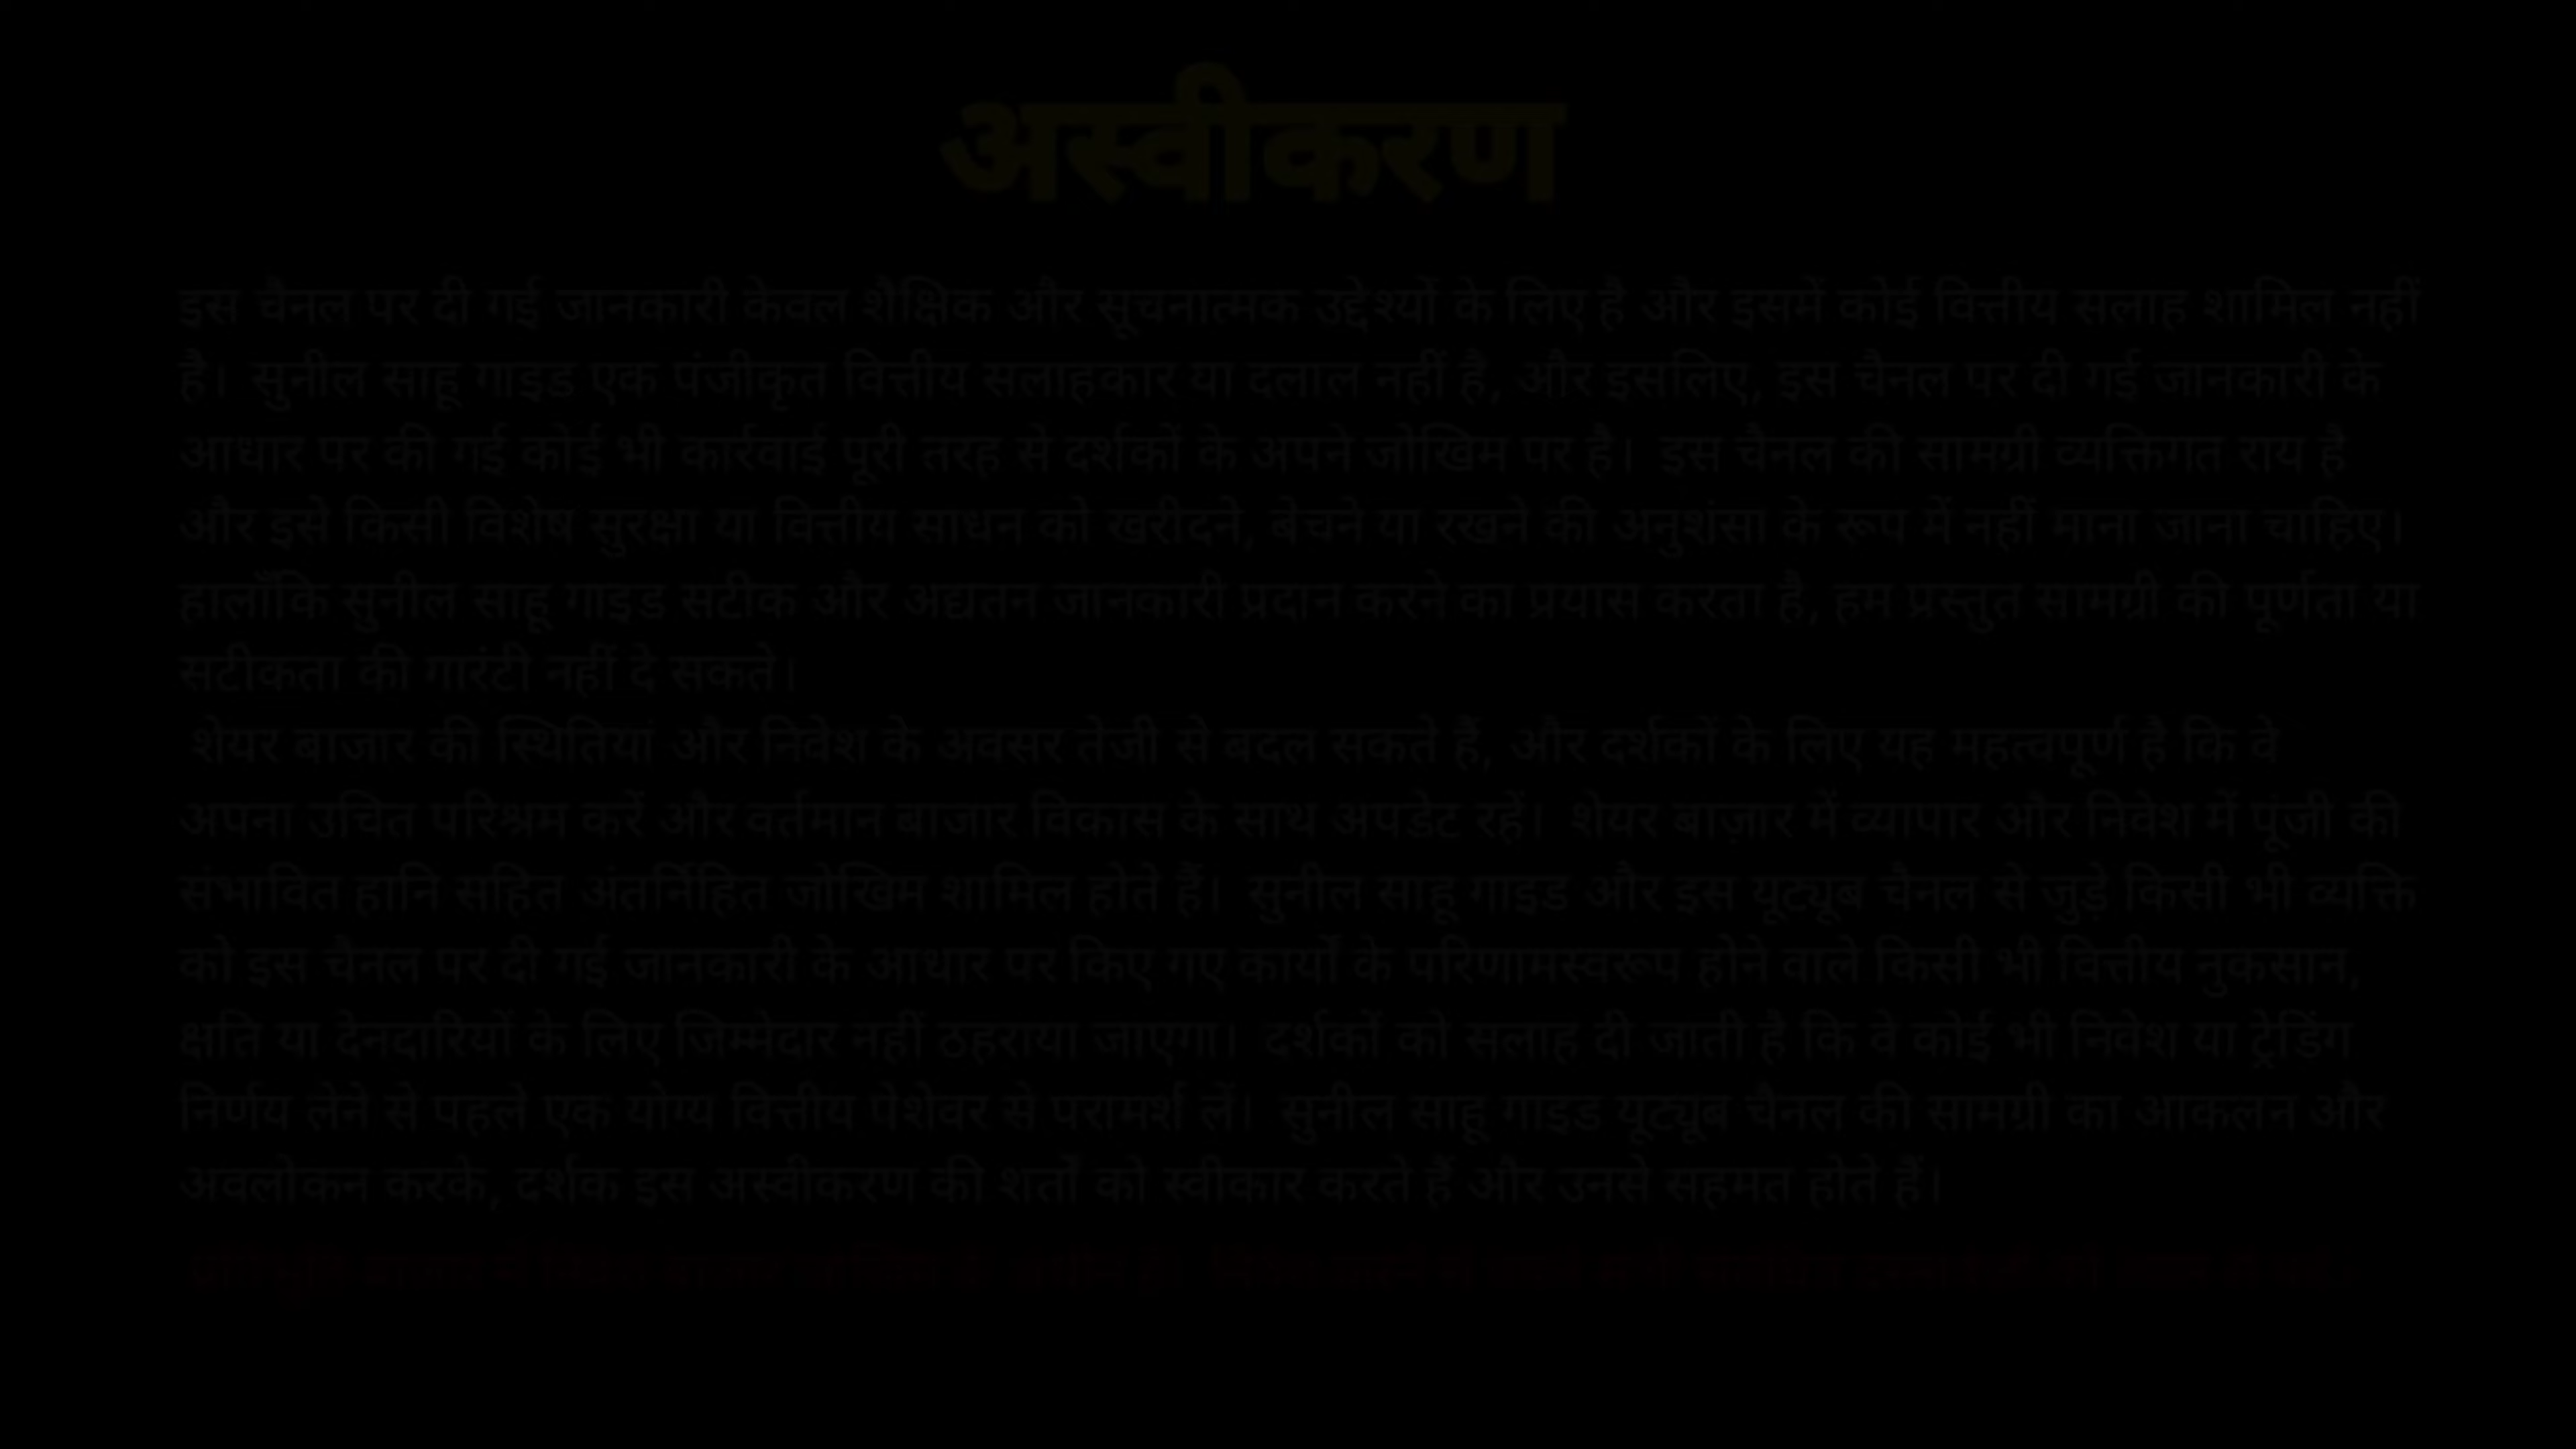 अस्वीकरण
इस चैनल पर दी गई जानकारी केवल शैक्षिक और सूचनात्मक उद्देश्यों के लिए है और इसमें कोई वित्तीय सलाह शामिल नहीं
है। सुनील साहू गाइड एक पंजीकृत वित्तीय सलाहकार या दलाल नहीं है, और इसलिए, इस चैनल पर दी गई जानकारी के
आधार पर की गई कोई भी कार्रवाई पूरी तरह से दर्शकों के अपने जोखिम पर है। इस चैनल की सामग्री व्यक्तिगत राय है
और इसे किसी विशेष सुरक्षा या वित्तीय साधन को खरीदने, बेचने या रखने की अनुशंसा के रूप में नहीं माना जाना चाहिए।
हालाँकि सुनील साहू गाइड सटीक और अद्यतन जानकारी प्रदान करने का प्रयास करता है, हम प्रस्तुत सामग्री की पूर्णता या
सटीकता की गारंटी नहीं दे सकते।
शेयर बाजार की स्थितियां और निवेश के अवसर तेजी से बदल सकते हैं, और दर्शकों के लिए यह महत्वपूर्ण है कि वे
अपना उचित परिश्रम करें और वर्तमान बाजार विकास के साथ अपडेट रहें। शेयर बाज़ार में व्यापार और निवेश में पूंजी की
संभावित हानि सहित अंतर्निहित जोखिम शामिल होते हैं। सुनील साहू गाइड और इस यूट्यूब चैनल से जुड़े किसी भी व्यक्ति
को इस चैनल पर दी गई जानकारी के आधार पर किए गए कार्यों के परिणामस्वरूप होने वाले किसी भी वित्तीय नुकसान,
क्षति या देनदारियों के लिए जिम्मेदार नहीं ठहराया जाएगा। दर्शकों को सलाह दी जाती है कि वे कोई भी निवेश या ट्रेडिंग
निर्णय लेने से पहले एक योग्य वित्तीय पेशेवर से परामर्श लें। सुनील साहू गाइड यूट्यूब चैनल की सामग्री का आकलन और
अवलोकन करके, दर्शक इस अस्वीकरण की शर्तों को स्वीकार करते हैं और उनसे सहमत होते हैं।